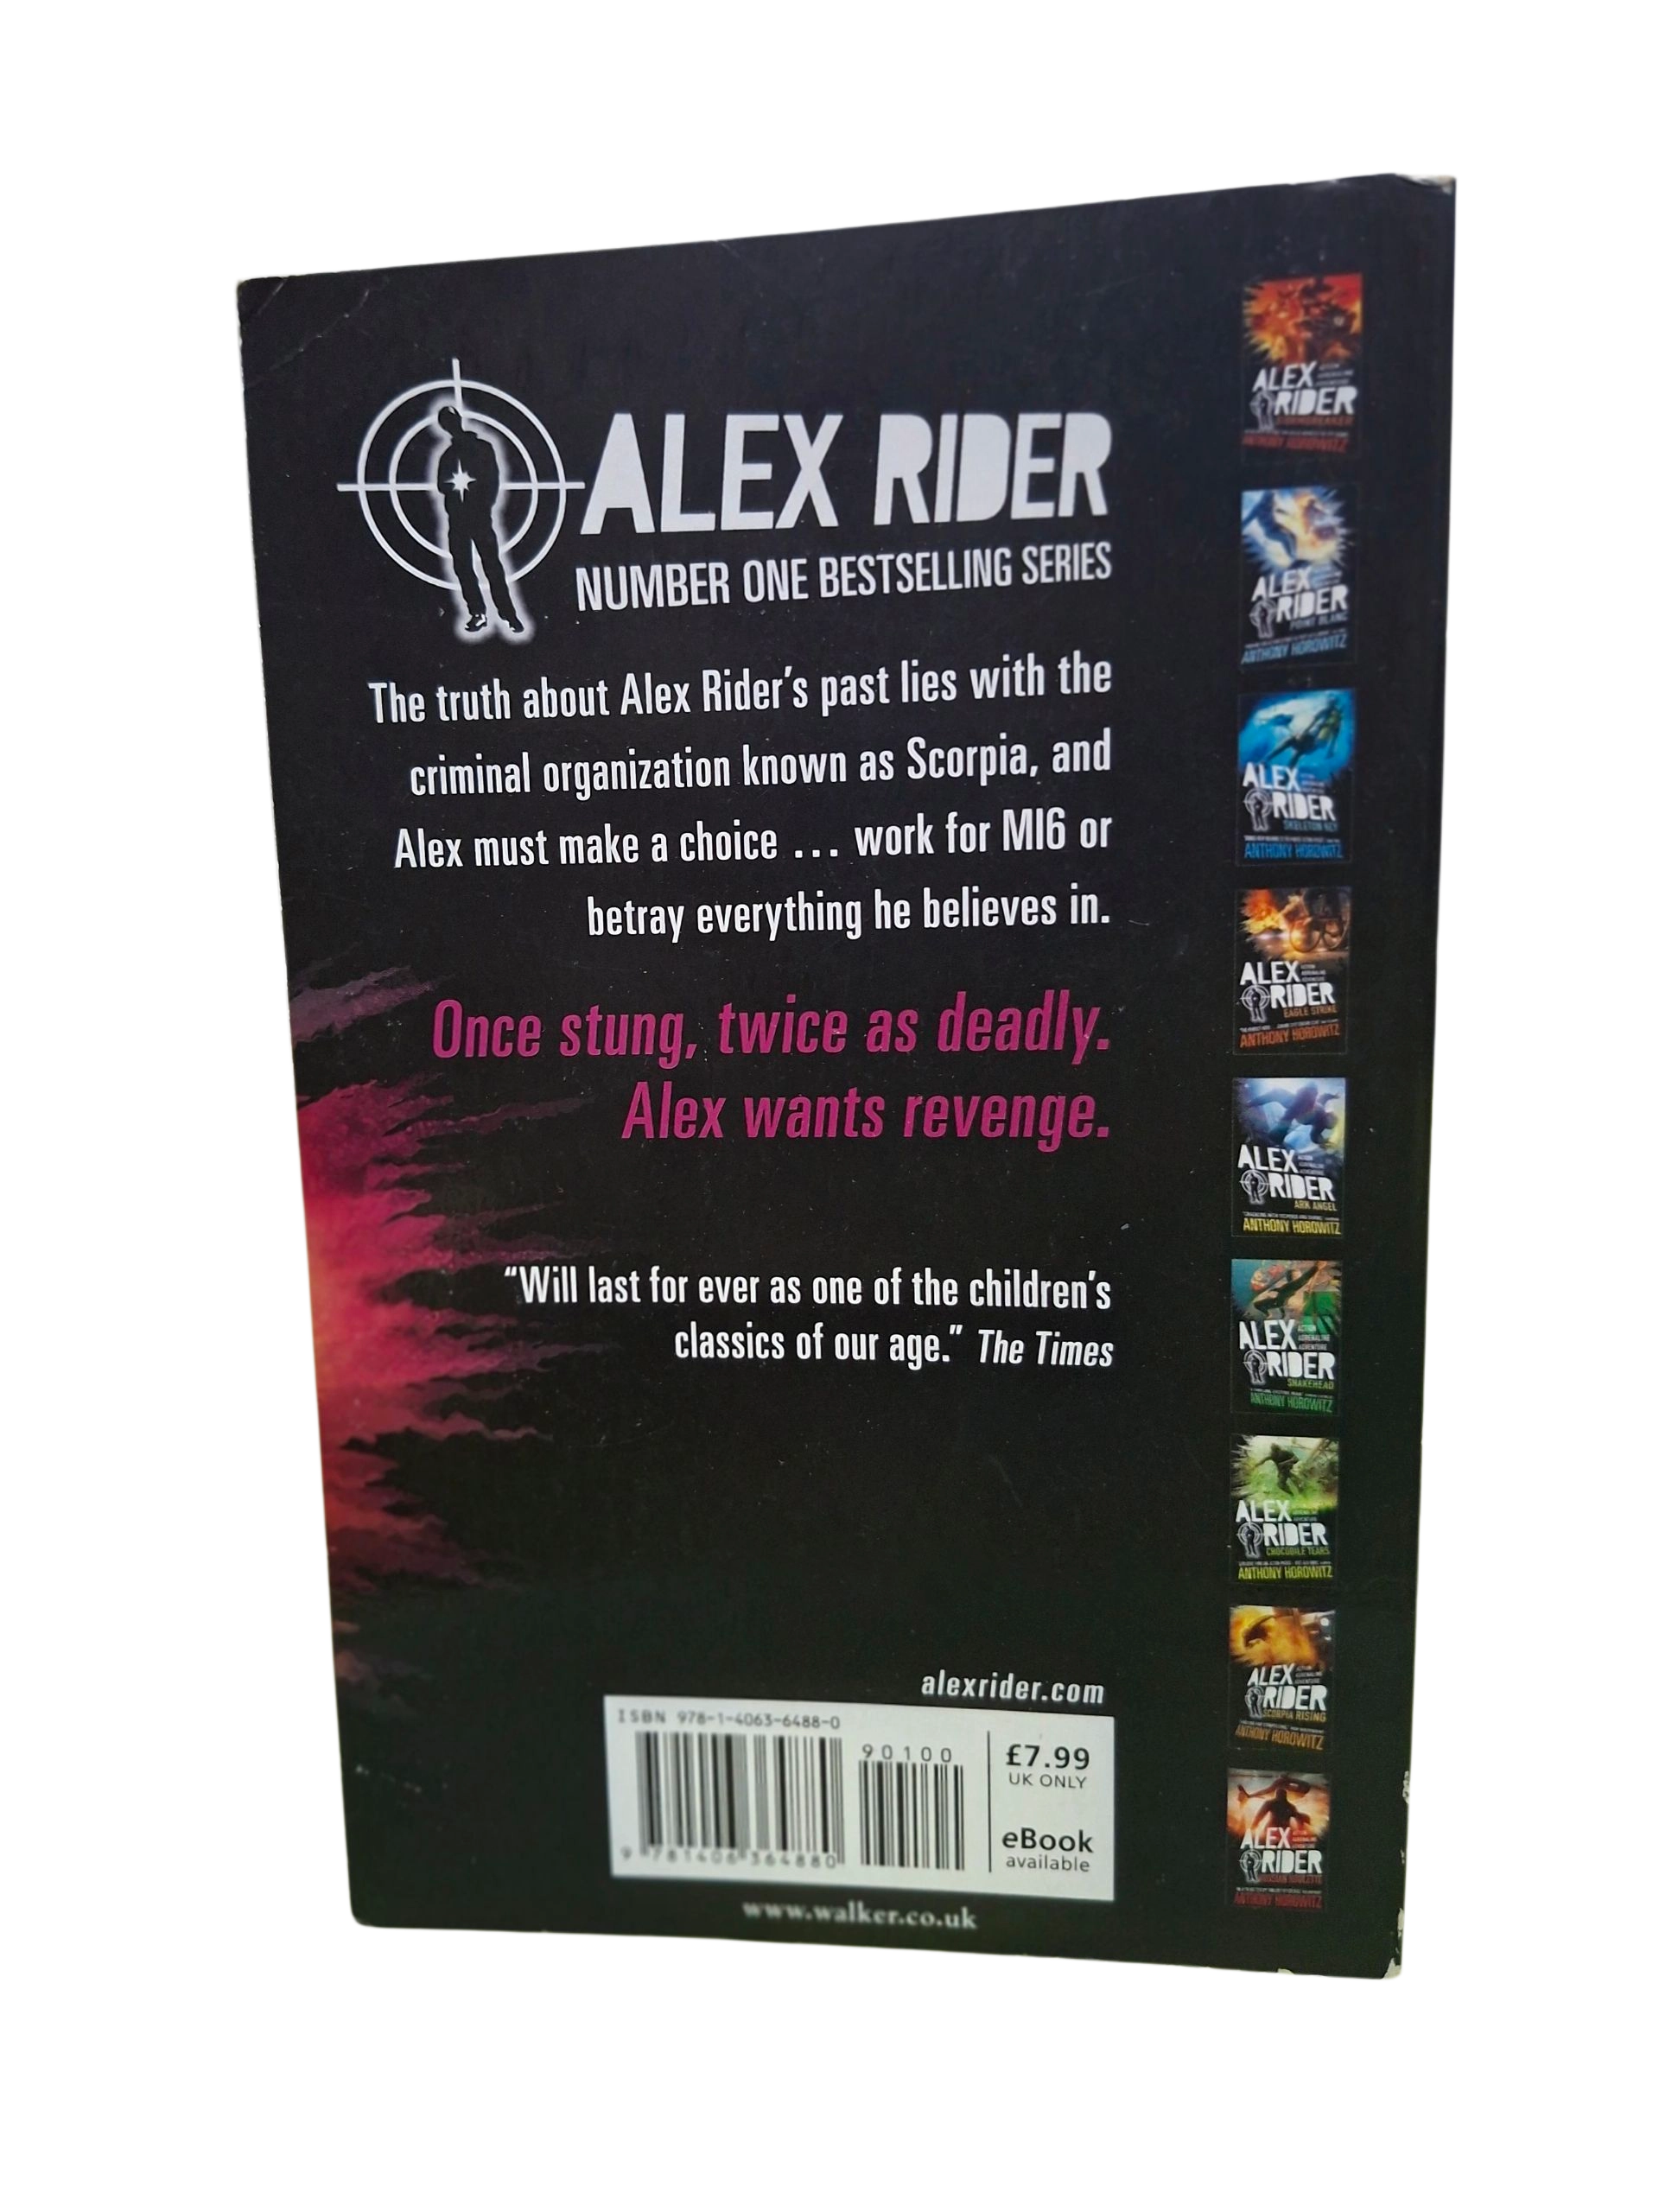 ALEX RIDER
NUMBER ONE BESTSELLING SERIES
The truth about Alex Rider's past lies with the
criminal organization known as Scorpia, and
Alex must make a choice ... work for MI6 or
betray everything he believes in.
Once stung, twice as deadly.
Alex wants revenge.
"Will last for ever as one of the children's
classics of our age." The Times
alexrider.com
ISBN 978-1-4063-6488-0
90100
£7.99
UK ONLY
eBook
available
9 781406 364880
www.walker.co.uk
ALEX
RIDER
STORMBREAKER
ANTHONY HOROWITZ
ALEX
RIDER
POINT BLANC
ANTHONY HOROWITZ
ALEX
RIDER
SKELETON KEY
ANTHONY HOROWITZ
ALEX
RIDER
EAGLE STRIKE
ANTHONY HOROWITZ
ALEX
RIDER
ARK ANGEL
ANTHONY HOROWITZ
ALEX
ACTION
ADRENALINE
ADVENTURE
RIDER
SNAKEHEAD
ANTHONY HOROWITZ
ALEX
RIDER
CROCODILE TEARS
ANTHONY HOROWITZ
ALEX
RIDER
SCORPIA RISING
ANTHONY HOROWITZ
ALEX
RIDER
RUSSIAN ROULETTE
ANTHONY HOROWITZ